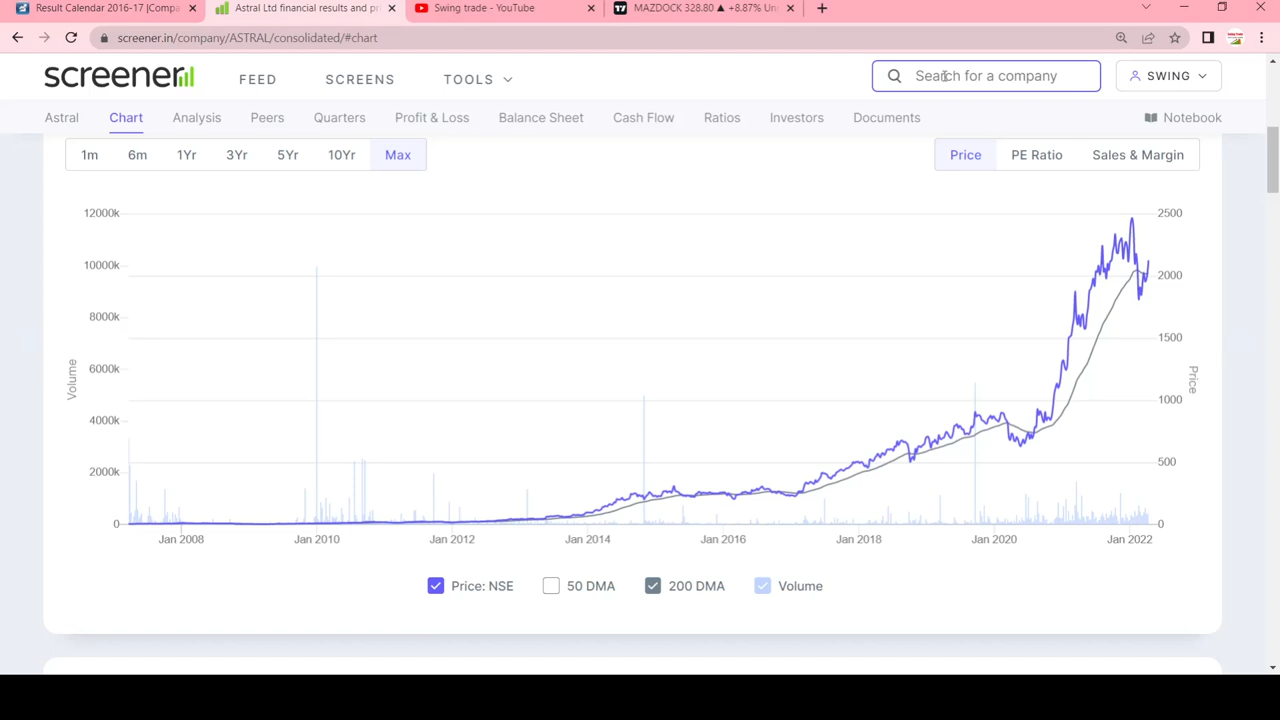 Result Calendar 2016-17 |Compa
Astral Ltd financial results and pr
Swing trade - YouTube
MAZDOCK 328.80 ▲ +8.87% Un
screener.in/company/ASTRAL/consolidated/#chart
screener
FEED
SCREENS
TOOLS
Search for a company
SWING
Astral
Chart
Analysis
Peers
Quarters
Profit & Loss
Balance Sheet
Cash Flow
Ratios
Investors
Documents
Notebook
1m
6m
1Yr
3Yr
5Yr
10Yr
Max
Price
PE Ratio
Sales & Margin
12000k
10000k
8000k
6000k
4000k
2000k
0
Volume
2500
2000
1500
1000
500
0
Price
Jan 2008
Jan 2010
Jan 2012
Jan 2014
Jan 2016
Jan 2018
Jan 2020
Jan 2022
Price: NSE
50 DMA
200 DMA
Volume